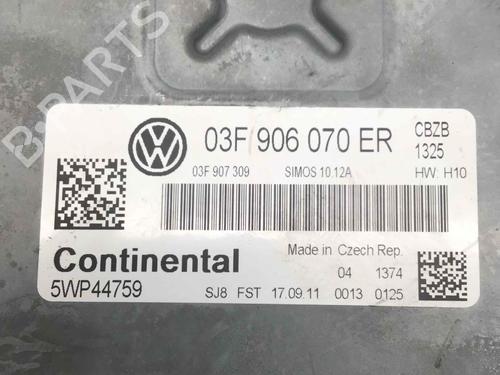 B-PARTS
03F 906 070 ER
CBZB
1325
03F 907 309 SIMOS 10.12A HW: H10
Made in Czech Rep.
Continental
04 1374
5WP44759 SJ8 FST 17.09.11 0013 0125